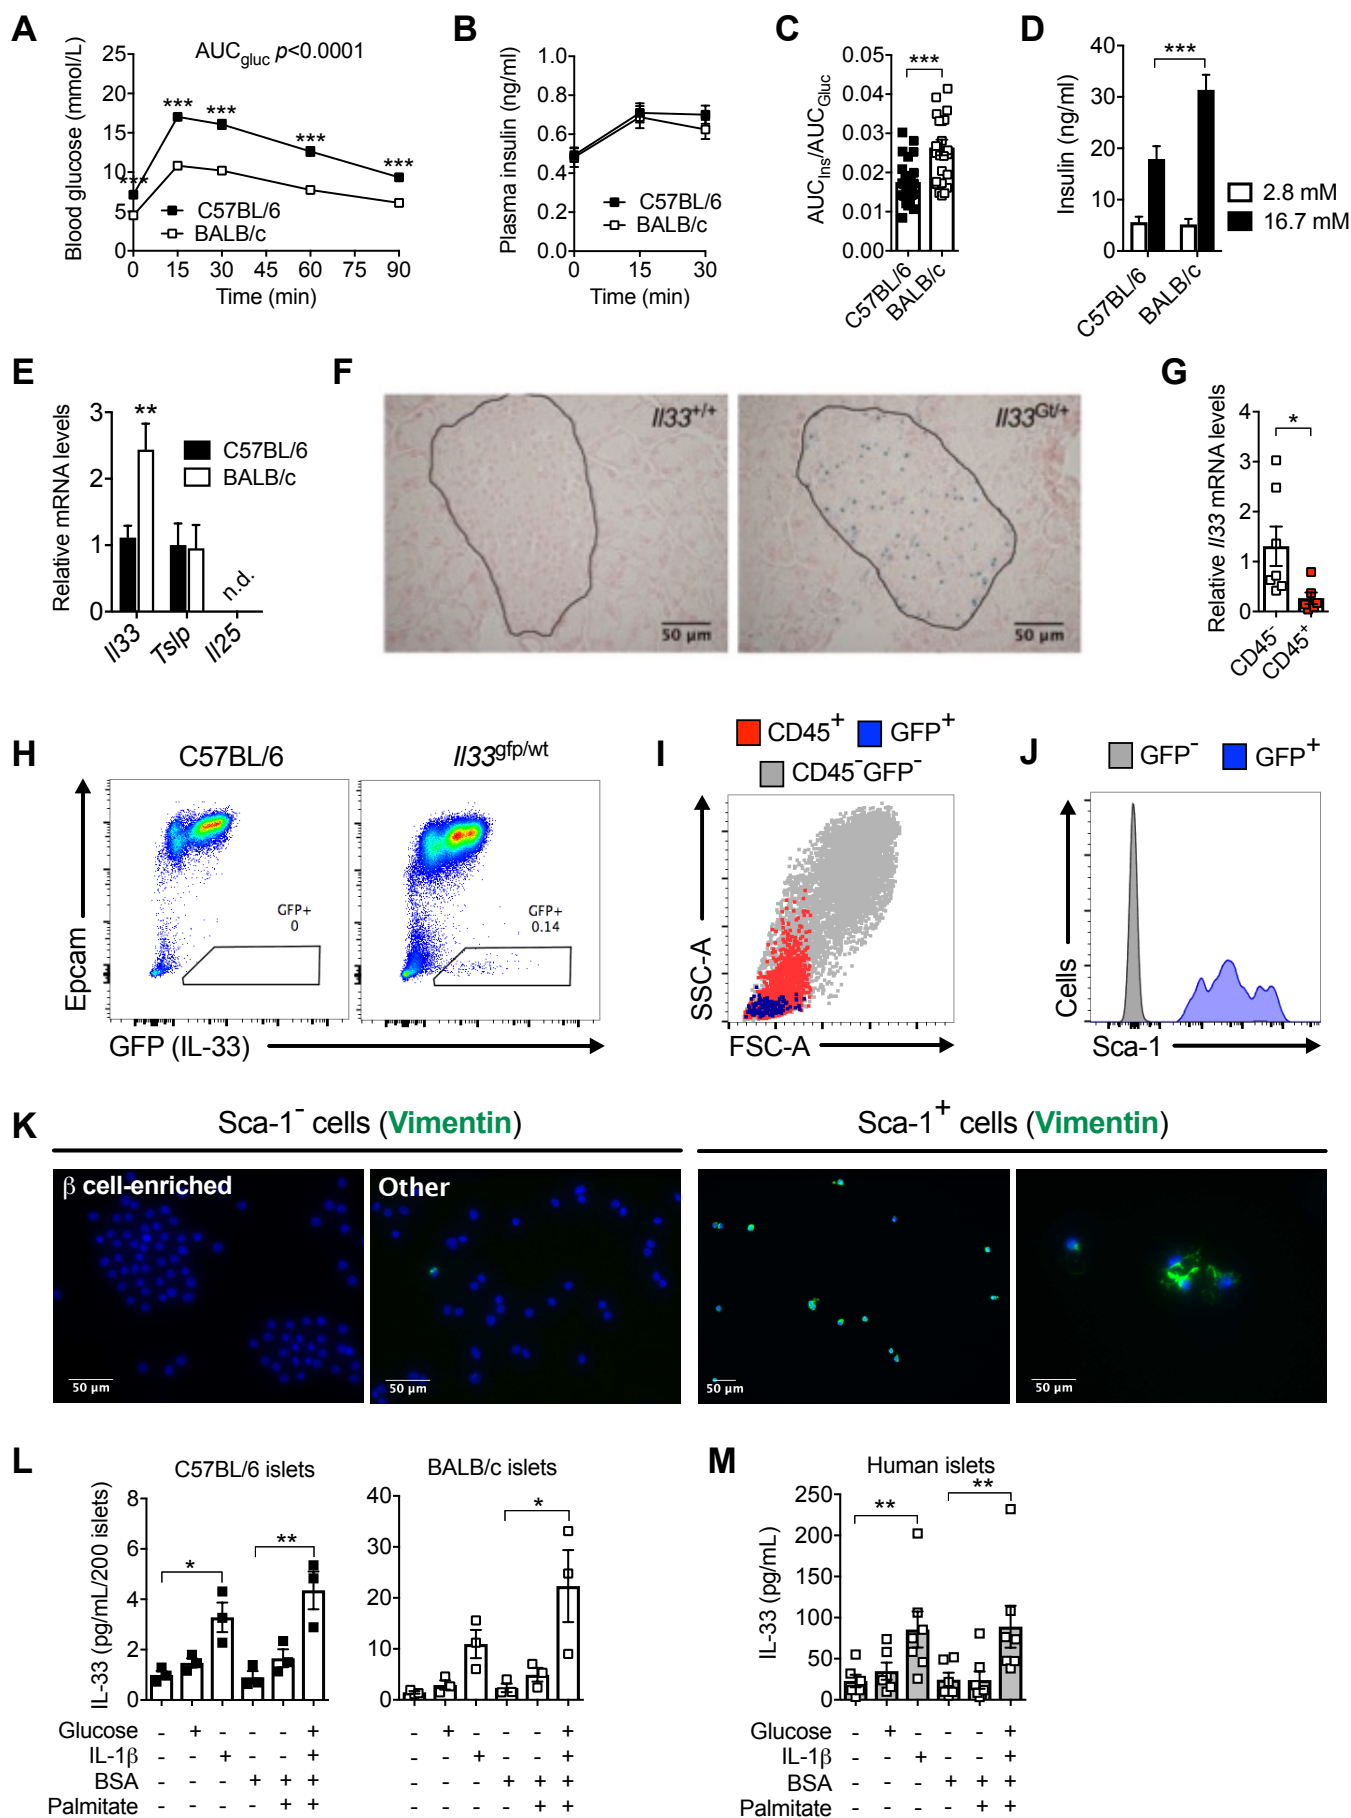 A
AUCgluc p<0.0001
Blood glucose (mmol/L)
25
20
15
10
5
0
***
***
***
***
***
C57BL/6
BALB/c
0 15 30 45 60 75 90
Time (min)
B
Plasma insulin (ng/ml)
1.0
0.8
0.6
0.4
0.2
0.0
C57BL/6
BALB/c
0 15 30
Time (min)
C
AUCIns/AUCGluc
0.05
0.04
0.03
0.02
0.01
0.00
***
C57BL/6
BALB/c
D
Insulin (ng/ml)
40
30
20
10
0
***
2.8 mM
16.7 mM
C57BL/6
BALB/c
E
Relative mRNA levels
3
2
1
0
**
C57BL/6
BALB/c
n.d.
Il33
Tslp
Il25
F
Il33+/+
50 µm
Il33Gt/+
50 µm
G
Relative Il33 mRNA levels
4
3
2
1
0
*
CD45-
CD45+
H
C57BL/6
Il33gfp/wt
Epcam
GFP+
0
GFP+
0.14
GFP (IL-33)
I
CD45+ GFP+
CD45-GFP-
SSC-A
FSC-A
J
GFP- GFP+
Cells
Sca-1
K
Sca-1- cells (Vimentin)
Sca-1+ cells (Vimentin)
β cell-enriched
50 µm
Other
50 µm
50 µm
50 µm
L
C57BL/6 islets
IL-33 (pg/mL/200 islets)
8
6
4
2
0
*
**
BALB/c islets
40
30
20
10
0
*
Glucose - + - - - + - + - - - +
IL-1β - - + - - + - - + - - +
BSA - - - + + + - - - + + +
Palmitate - - - - + + - - - - + +
M
Human islets
IL-33 (pg/mL)
250
200
150
100
50
0
**
**
Glucose - + - - - +
IL-1β - - + - - +
BSA - - - + + +
Palmitate - - - - + +